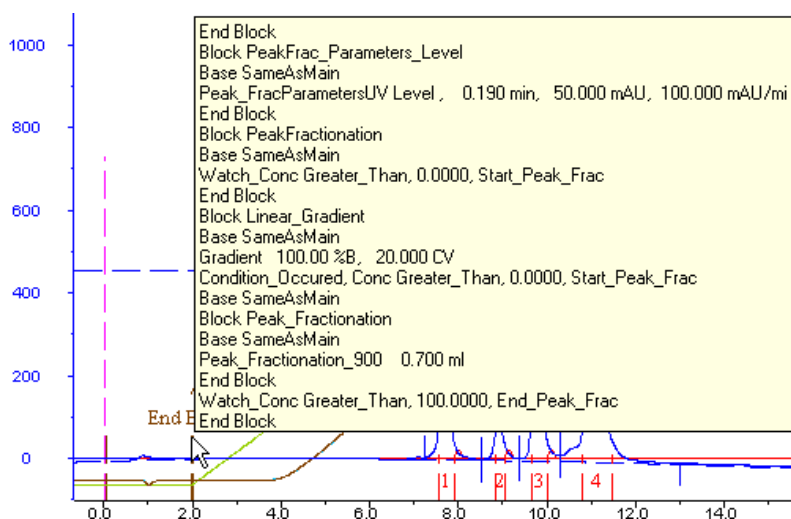 1000
800
600
400
200
0
End Block
Block PeakFrac_Parameters_Level
Base SameAsMain
Peak_FracParametersUV Level , 0.190 min, 50.000 mAU, 100.000 mAU/mi
End Block
Block PeakFractionation
Base SameAsMain
Watch_Conc Greater_Than, 0.0000, Start_Peak_Frac
End Block
Block Linear_Gradient
Base SameAsMain
Gradient 100.00 %B, 20.000 CV
Condition_Occured, Conc Greater_Than, 0.0000, Start_Peak_Frac
Base SameAsMain
Block Peak_Fractionation
Base SameAsMain
Peak_Fractionation_900 0.700 ml
End Block
Watch_Conc Greater_Than, 100.0000, End_Peak_Frac
End Block
End B
1 2 3 4
0.0 2.0 4.0 6.0 8.0 10.0 12.0 14.0